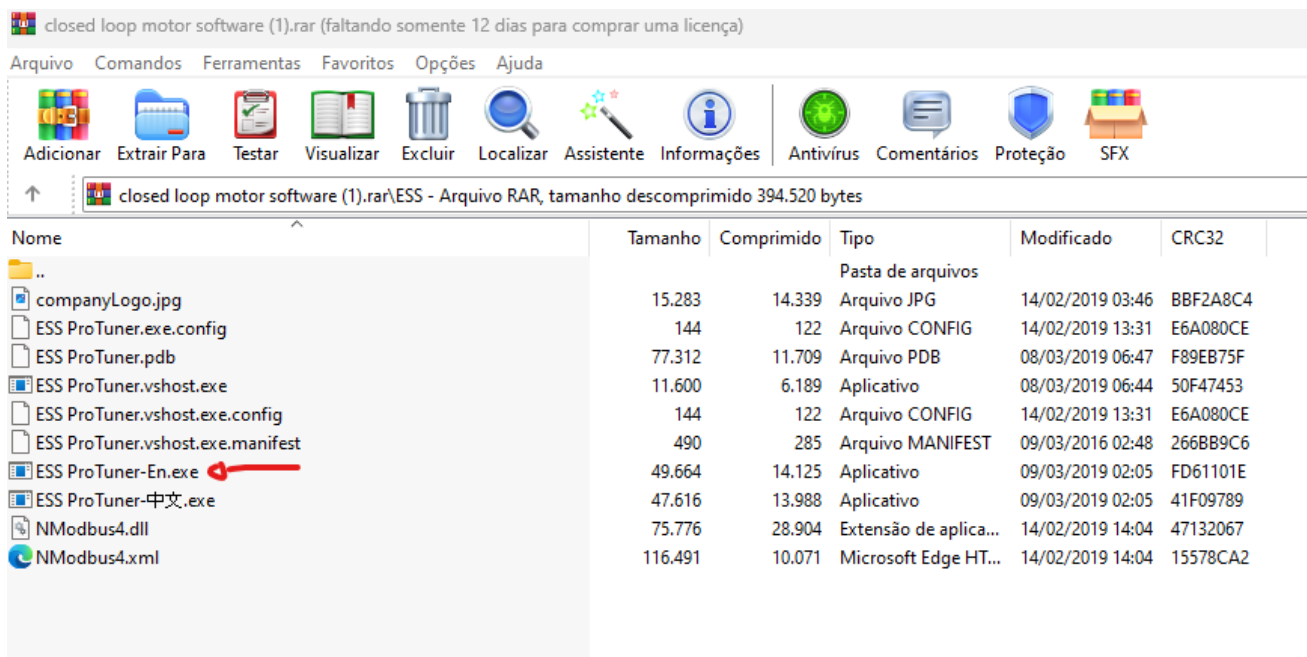 closed loop motor software (1).rar (faltando somente 12 dias para comprar uma licença)
Arquivo Comandos Ferramentas Favoritos Opções Ajuda
Adicionar Extrair Para Testar Visualizar Excluir Localizar Assistente Informações Antivírus Comentários Proteção SFX
closed loop motor software (1).rar\ESS - Arquivo RAR, tamanho descomprimido 394.520 bytes
Nome Tamanho Comprimido Tipo Modificado CRC32
.. Pasta de arquivos
companyLogo.jpg 15.283 14.339 Arquivo JPG 14/02/2019 03:46 BBF2A8C4
ESS ProTuner.exe.config 144 122 Arquivo CONFIG 14/02/2019 13:31 E6A080CE
ESS ProTuner.pdb 77.312 11.709 Arquivo PDB 08/03/2019 06:47 F89EB75F
ESS ProTuner.vshost.exe 11.600 6.189 Aplicativo 08/03/2019 06:44 50F47453
ESS ProTuner.vshost.exe.config 144 122 Arquivo CONFIG 14/02/2019 13:31 E6A080CE
ESS ProTuner.vshost.exe.manifest 490 285 Arquivo MANIFEST 09/03/2016 02:48 266BB9C6
ESS ProTuner-En.exe 49.664 14.125 Aplicativo 09/03/2019 02:05 FD61101E
ESS ProTuner-中文.exe 47.616 13.988 Aplicativo 09/03/2019 02:05 41F09789
NModbus4.dll 75.776 28.904 Extensão de aplica... 14/02/2019 14:04 47132067
NModbus4.xml 116.491 10.071 Microsoft Edge HT... 14/02/2019 14:04 15578CA2